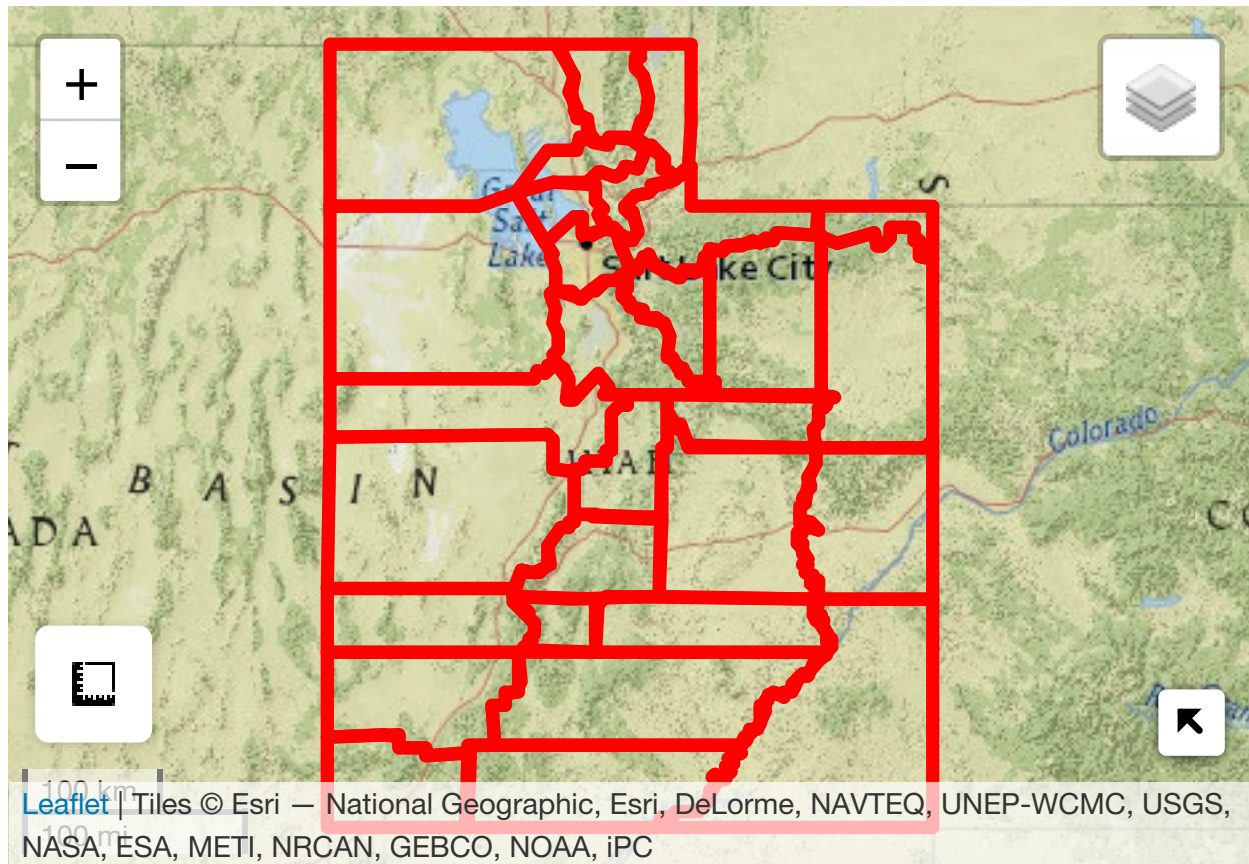 +
−
Great
Salt
Lake
Salt Lake City
Colorado
UTAH
B A S I N
ADA
100 km
Leaflet | Tiles © Esri — National Geographic, Esri, DeLorme, NAVTEQ, UNEP-WCMC, USGS,
100 mi
NASA, ESA, METI, NRCAN, GEBCO, NOAA, iPC